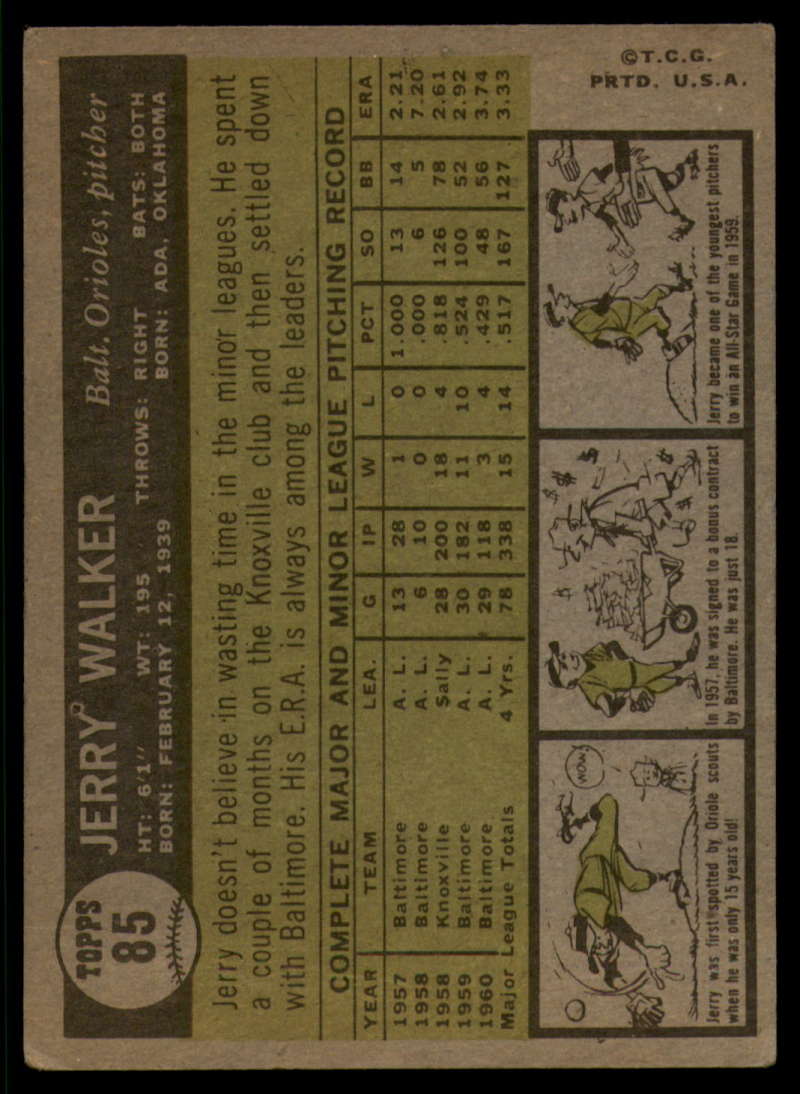 TOPPS
85
JERRY WALKER Balt. Orioles, pitcher
HT: 6'1" WT: 195 THROWS: RIGHT BATS: BOTH
BORN: FEBRUARY 12, 1939 BORN: ADA, OKLAHOMA
Jerry doesn't believe in wasting time in the minor leagues. He spent
a couple of months on the Knoxville club and then settled down
with Baltimore. His E.R.A. is always among the leaders.
COMPLETE MAJOR AND MINOR LEAGUE PITCHING RECORD
YEAR TEAM LEA. G IP W L PCT SO BB ERA
1957 Baltimore A. L. 13 28 1 0 1.000 13 14 2.21
1958 Baltimore A. L. 6 10 0 0 .000 6 5 7.20
1958 Knoxville Sally 28 200 18 4 .818 126 78 2.61
1959 Baltimore A. L. 30 182 11 10 .524 100 52 2.92
1960 Baltimore A. L. 29 118 3 4 .429 48 56 3.74
Major League Totals 4 Yrs. 78 338 15 14 .517 167 127 3.33
WOW!
Jerry was first spotted by Oriole scouts
when he was only 15 years old!
$ $ $ $
In 1957, he was signed to a bonus contract
by Baltimore. He was just 18.
Jerry became one of the youngest pitchers
to win an All-Star Game in 1959.
©T.C.G.
PRTD. U.S.A.